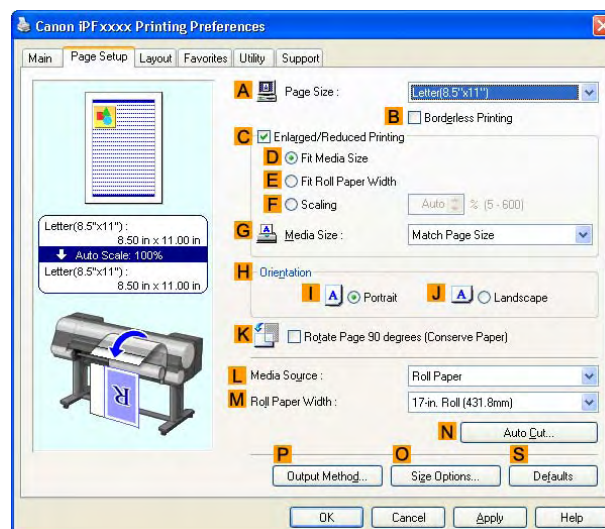 Canon iPFxxxx Printing Preferences
Main Page Setup Layout Favorites Utility Support
A Page Size : Letter(8.5"x11")
B Borderless Printing
C Enlarged/Reduced Printing
D Fit Media Size
E Fit Roll Paper Width
F Scaling Auto % (5 - 600)
G Media Size : Match Page Size
Letter(8.5"x11") :
8.50 in x 11.00 in
Auto Scale: 100%
Letter(8.5"x11") :
8.50 in x 11.00 in
H Orientation
I A Portrait J A Landscape
K Rotate Page 90 degrees (Conserve Paper)
R
L Media Source : Roll Paper
M Roll Paper Width : 17-in. Roll (431.8mm)
N Auto Cut...
P O S
Output Method... Size Options... Defaults
OK Cancel Apply Help